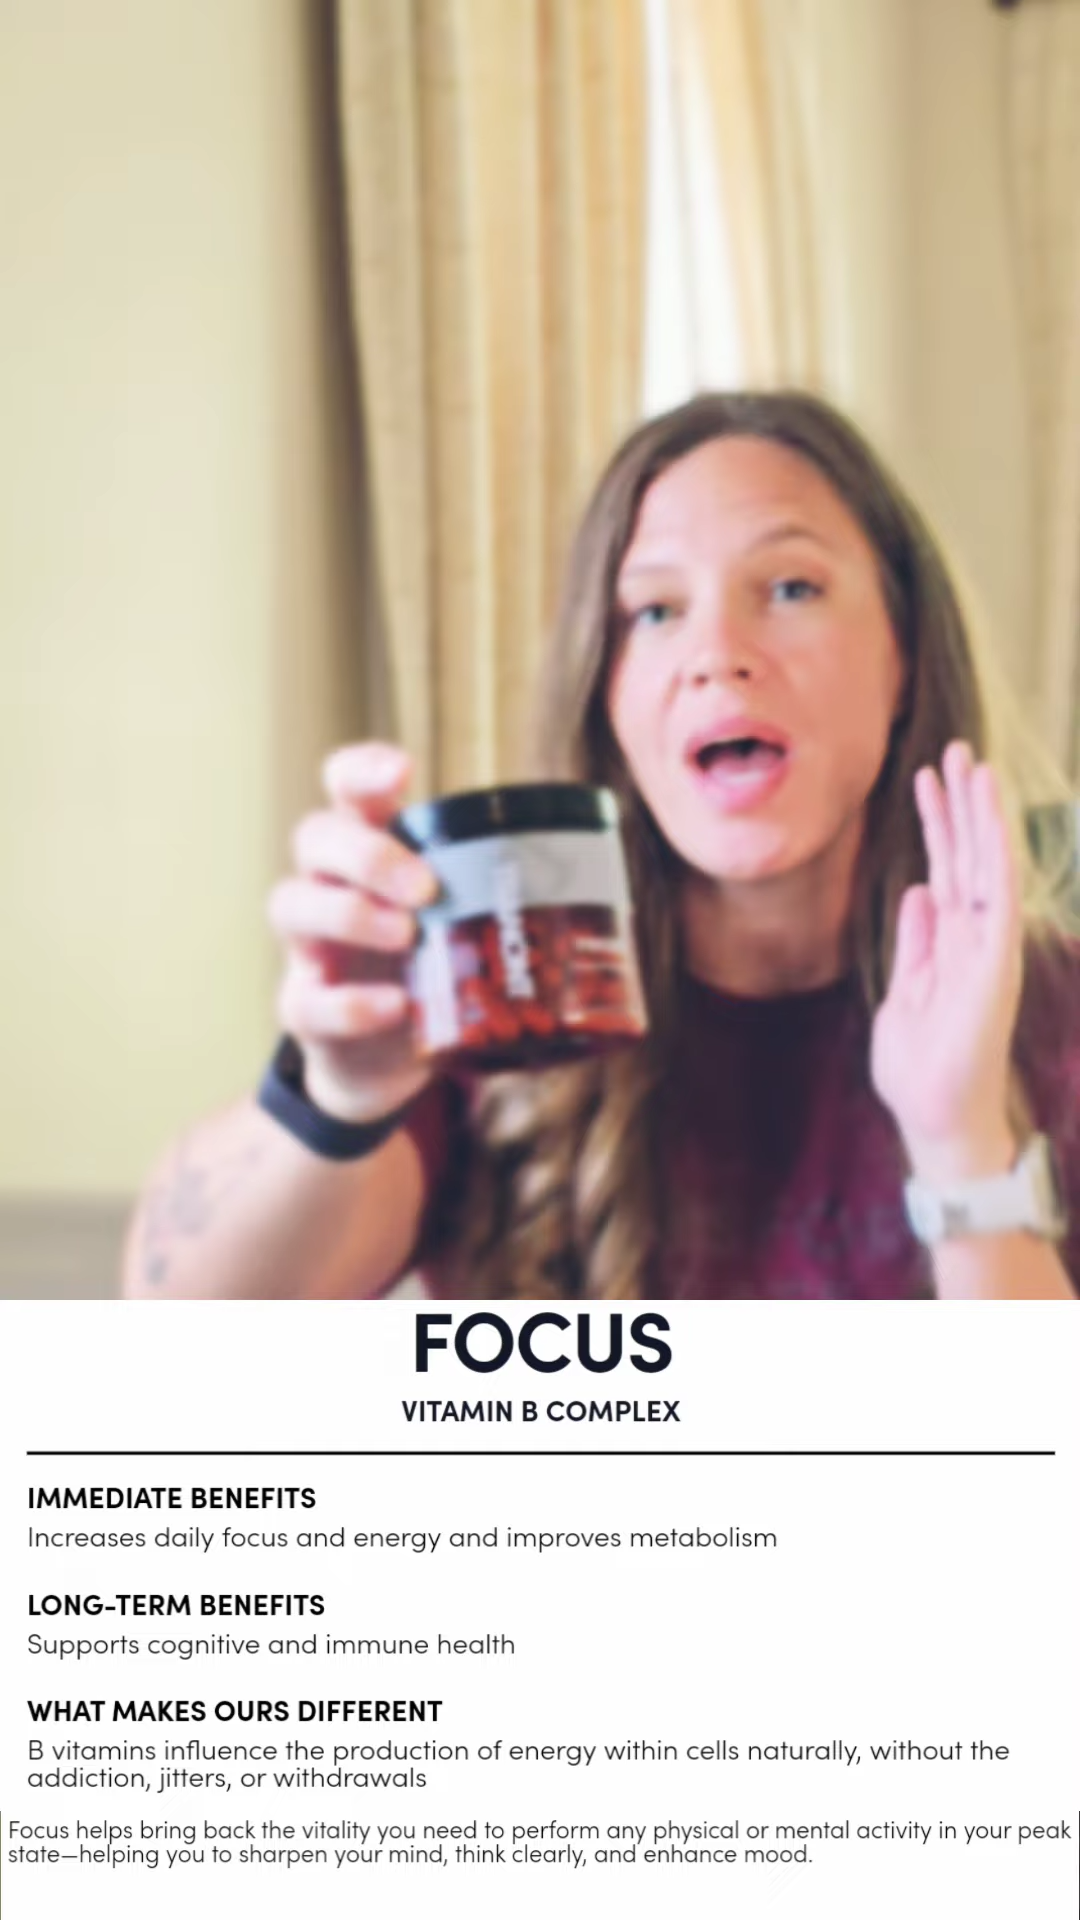 FOCUS
VITAMIN B COMPLEX
IMMEDIATE BENEFITS
Increases daily focus and energy and improves metabolism
LONG-TERM BENEFITS
Supports cognitive and immune health
WHAT MAKES OURS DIFFERENT
B vitamins influence the production of energy within cells naturally, without the
addiction, jitters, or withdrawals
Focus helps bring back the vitality you need to perform any physical or mental activity in your peak
state—helping you to sharpen your mind, think clearly, and enhance mood.